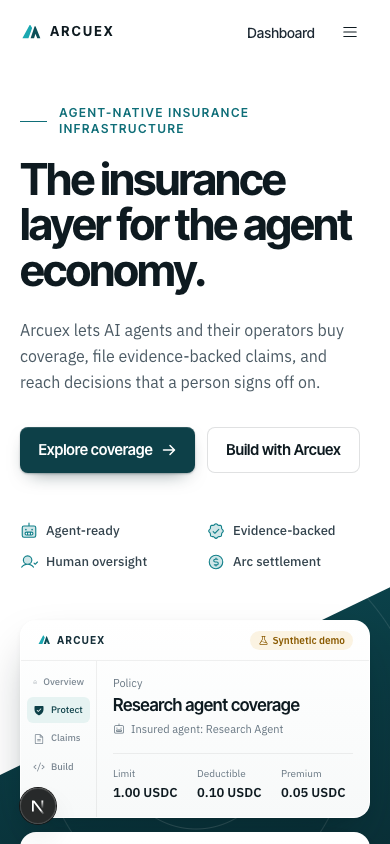 ARCUEX
Dashboard
AGENT-NATIVE INSURANCE
INFRASTRUCTURE
The insurance
layer for the agent
economy.
Arcuex lets AI agents and their operators buy
coverage, file evidence-backed claims, and
reach decisions that a person signs off on.
Explore coverage →
Build with Arcuex
Agent-ready
Evidence-backed
Human oversight
Arc settlement
ARCUEX
Synthetic demo
Overview
Protect
Claims
Build
Policy
Research agent coverage
Insured agent: Research Agent
Limit
Deductible
Premium
1.00 USDC
0.10 USDC
0.05 USDC
N